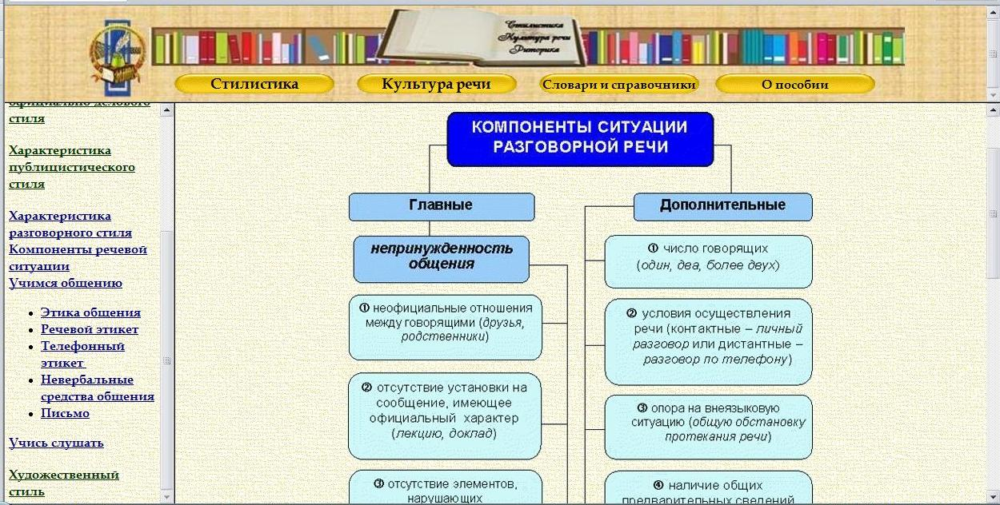 Стилистика
Культура речи
Риторика
Стилистика
Культура речи
Словари и справочники
О пособии
официально делового
стиля
Характеристика
публицистического
стиля
Характеристика
разговорного стиля
Компоненты речевой
ситуации
Учимся общению
Этика общения
Речевой этикет
Телефонный
этикет
Невербальные
средства общения
Письмо
Учись слушать
Художественный
стиль
КОМПОНЕНТЫ СИТУАЦИИ
РАЗГОВОРНОЙ РЕЧИ
Главные
непринужденность
общения
① неофициальные отношения
между говорящими (друзья,
родственники)
② отсутствие установки на
сообщение, имеющее
официальный характер
(лекцию, доклад)
③ отсутствие элементов,
нарушающих
Дополнительные
① число говорящих
(один, два, более двух)
② условия осуществления
речи (контактные – личный
разговор или дистантные –
разговор по телефону)
③ опора на внеязыковую
ситуацию (общую обстановку
протекания речи)
④ наличие общих
предварительных сведений